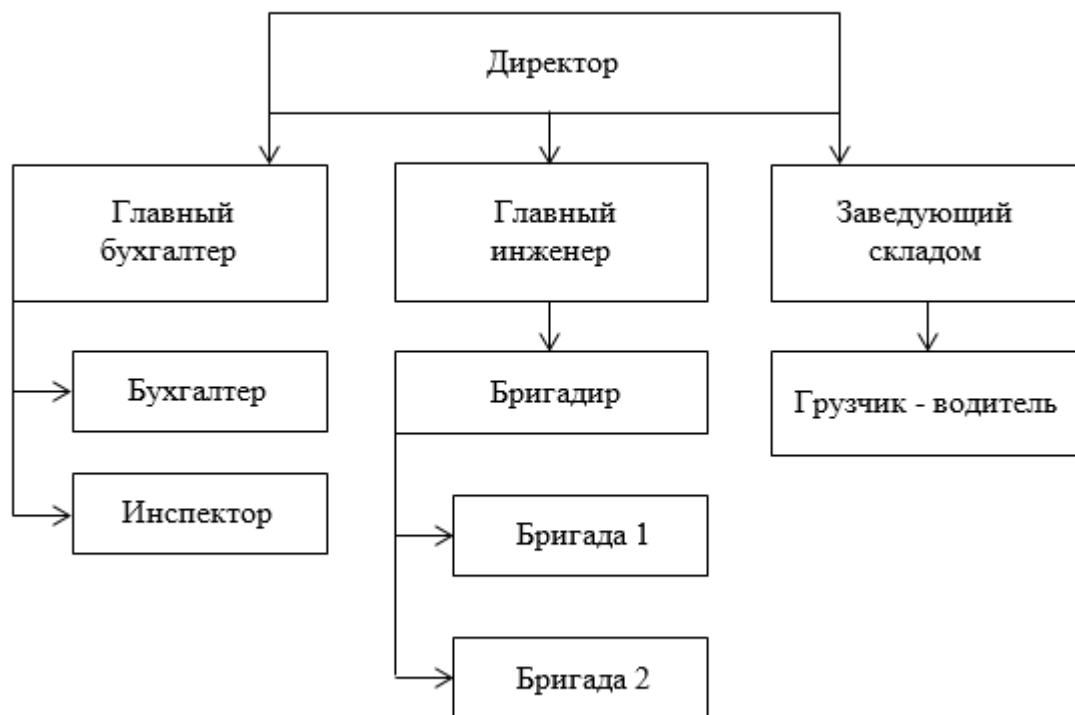 Директор
Главный
бухгалтер
Главный
инженер
Заведующий
складом
Бухгалтер
Бригадир
Грузчик - водитель
Инспектор
Бригада 1
Бригада 2